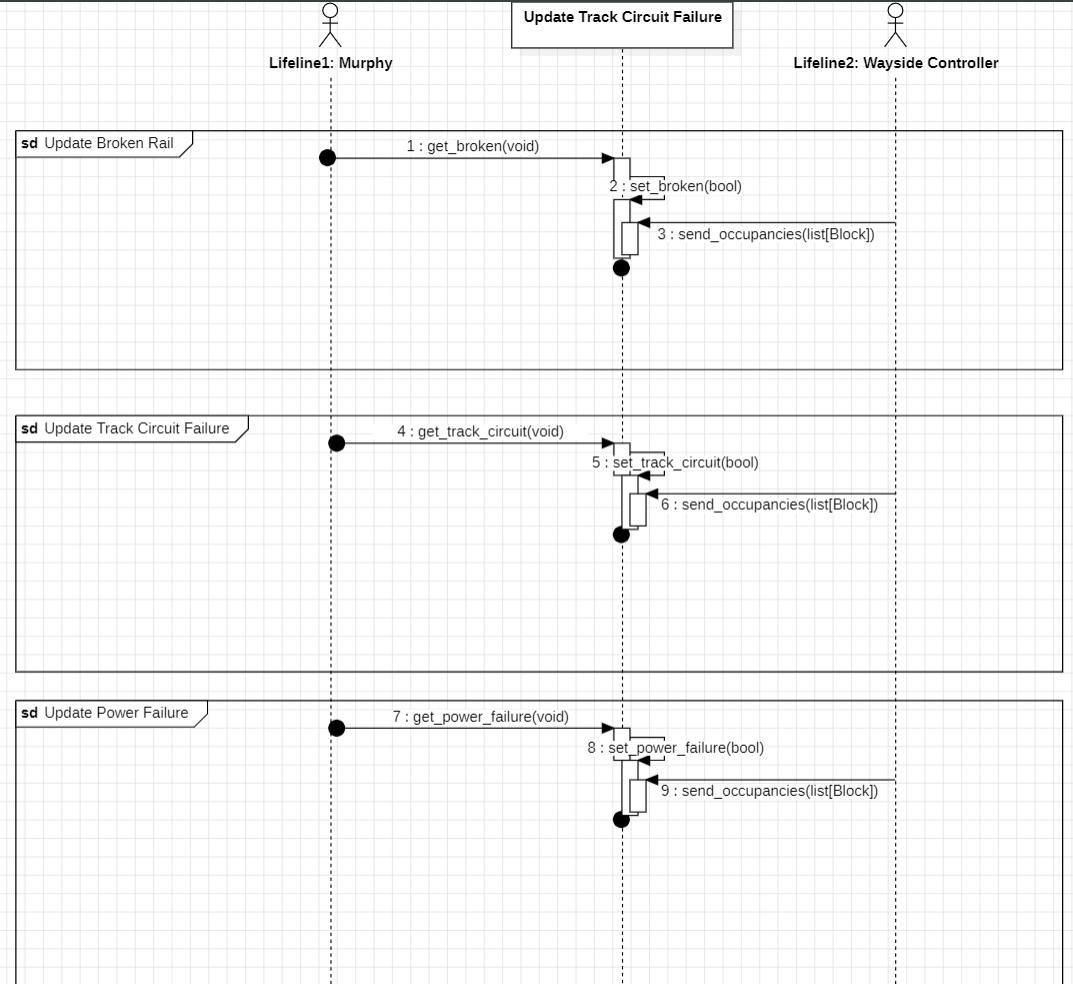 Update Track Circuit Failure
Lifeline1: Murphy
Lifeline2: Wayside Controller
sd Update Broken Rail
1 : get_broken(void)
2 : set_broken(bool)
3 : send_occupancies(list[Block])
sd Update Track Circuit Failure
4 : get_track_circuit(void)
5 : set_track_circuit(bool)
6 : send_occupancies(list[Block])
sd Update Power Failure
7 : get_power_failure(void)
8 : set_power_failure(bool)
9 : send_occupancies(list[Block])